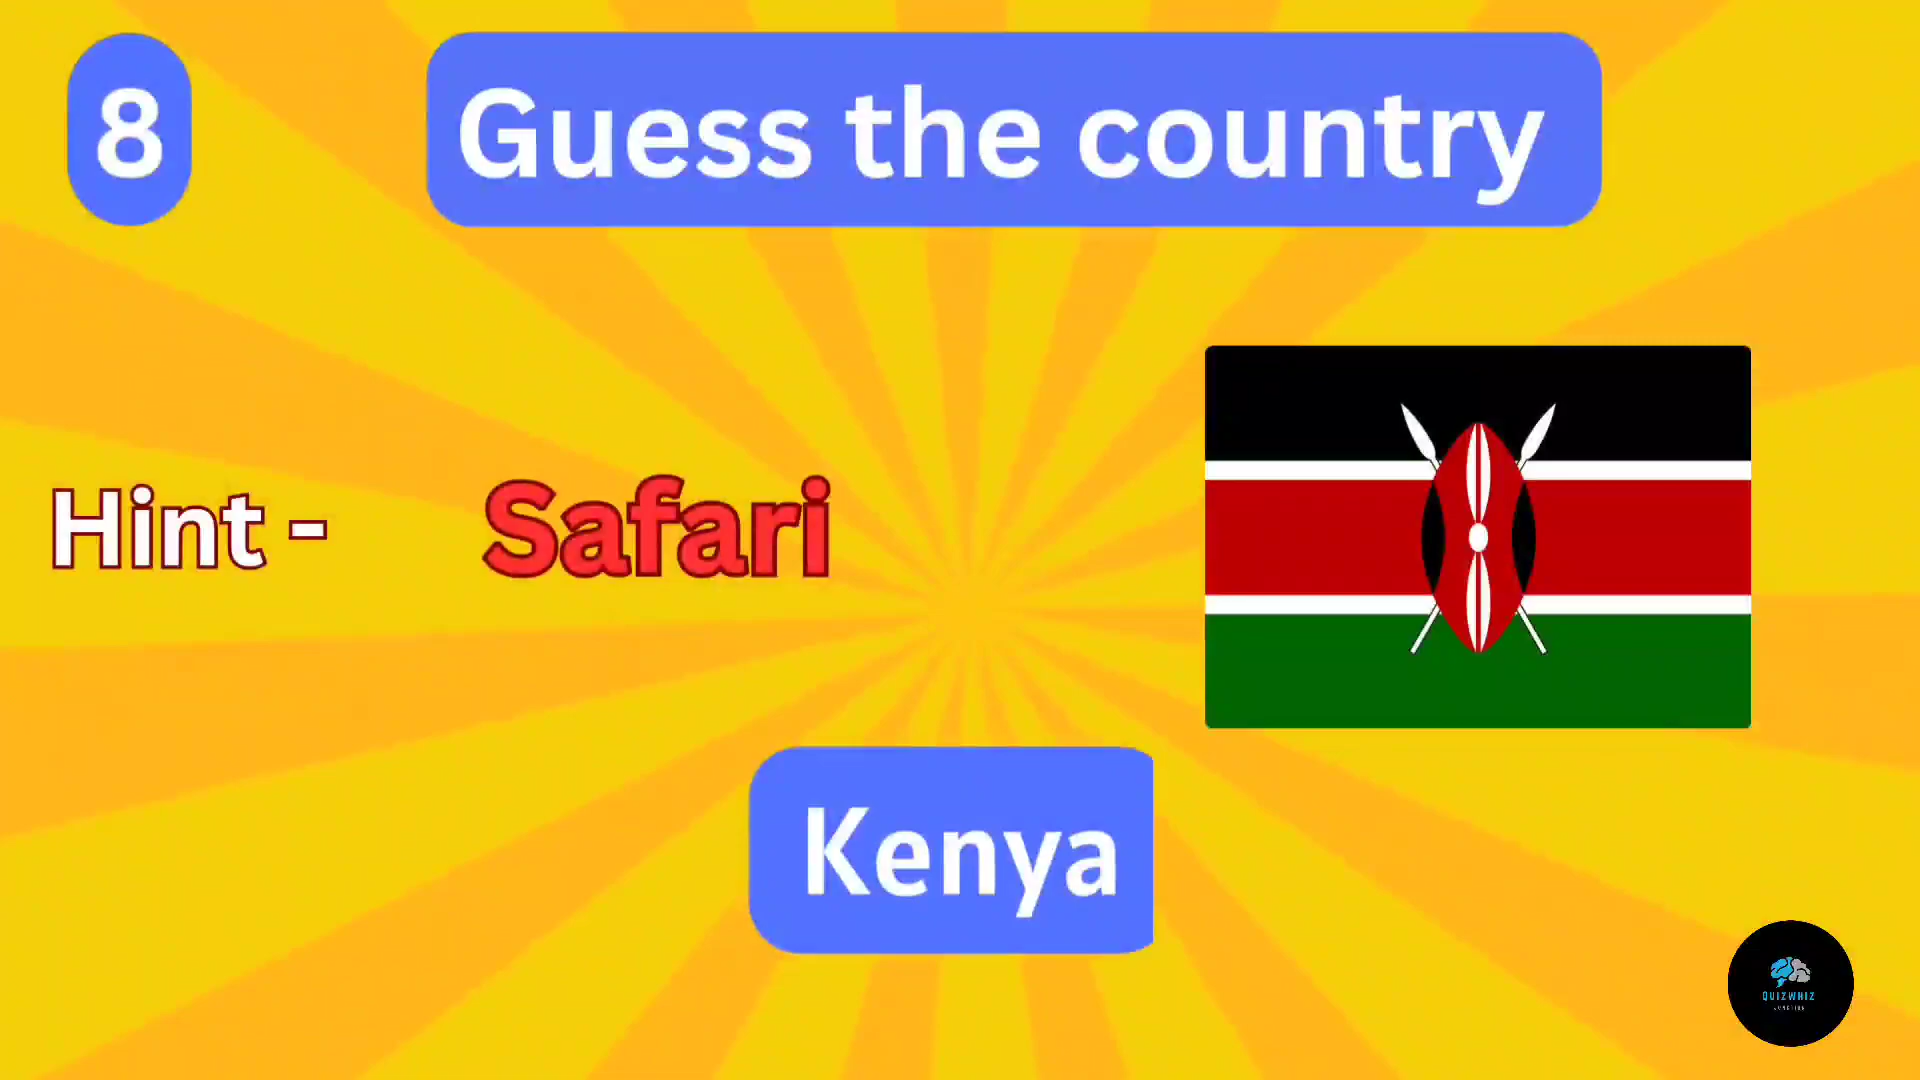 8
Guess the country
Hint - Safari
Kenya
QUIZWHIZ